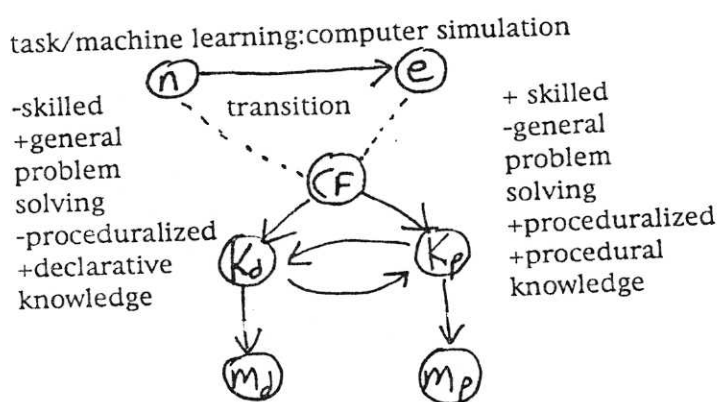 task/machine learning:computer simulation
n
e
transition
-skilled
+general
problem
solving
-proceduralized
+declarative
knowledge
+ skilled
-general
problem
solving
+proceduralized
+procedural
knowledge
CF
Kd
Kp
md
mp